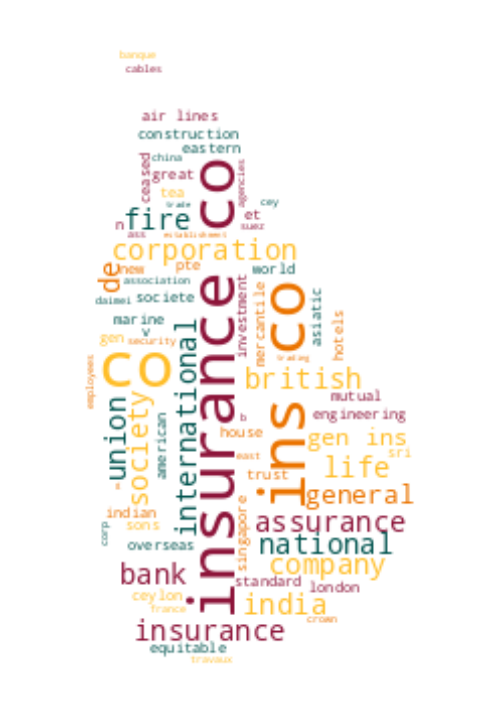 banque
cables
air lines
construction
eastern
china
ceased
great
co
agencies
tea
trade
cey
fire
et
n
suez
ass
establishment
corporation
de
new
pte
world
association
daimei
societe
insurance
investment
mercantile
co
asiatic
hotels
marine
v
gen
security
international
trading
employees
co
british
union
society
american
mutual
b
engineering
house
ins
gen ins
east
sri
life
trust
general
indian
corp
sons
singapore
assurance
overseas
national
bank
company
standard
london
ceylon
india
france
crown
insurance
equitable
travaux